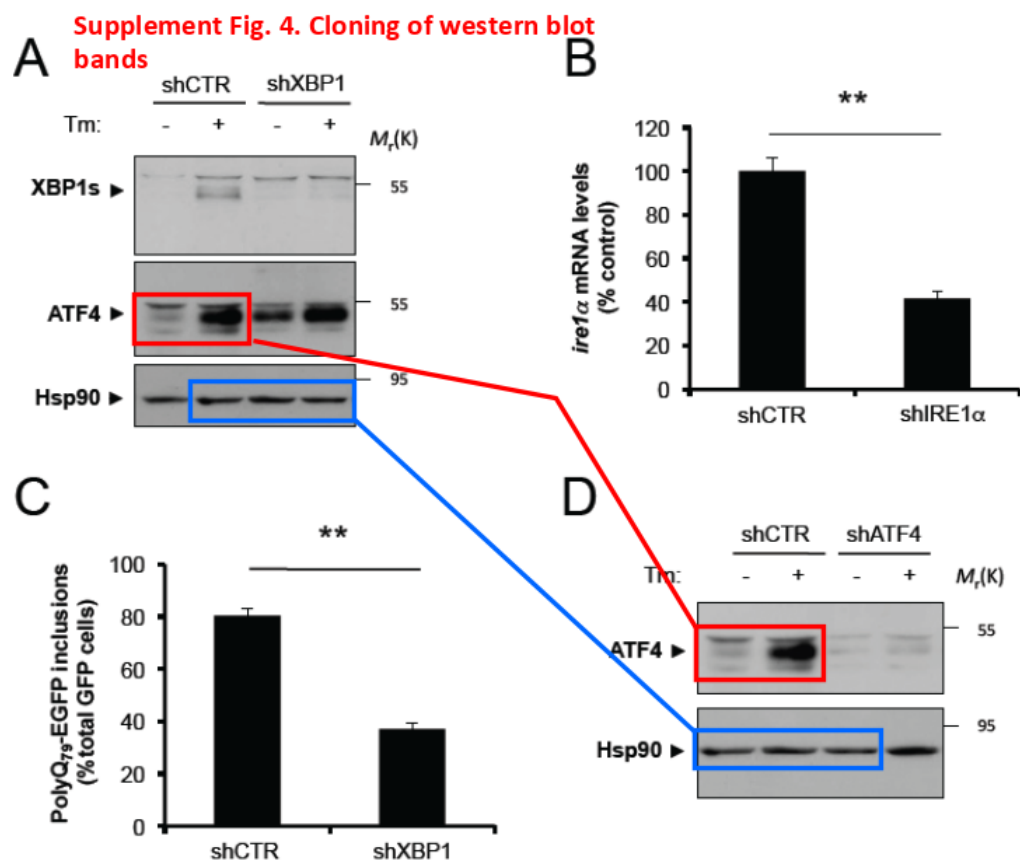 Supplement Fig. 4. Cloning of western blot
bands
A
shCTR shXBP1
Tm: - + - + Mr(K)
XBP1s
55
ATF4
55
Hsp90
95
B
**
ire1α mRNA levels
(% control)
120
100
80
60
40
20
0
shCTR shIRE1α
C
**
PolyQ79-EGFP inclusions
(%total GFP cells)
100
80
60
40
20
0
shCTR shXBP1
D
shCTR shATF4
Tm: - + - + Mr(K)
ATF4
55
Hsp90
95